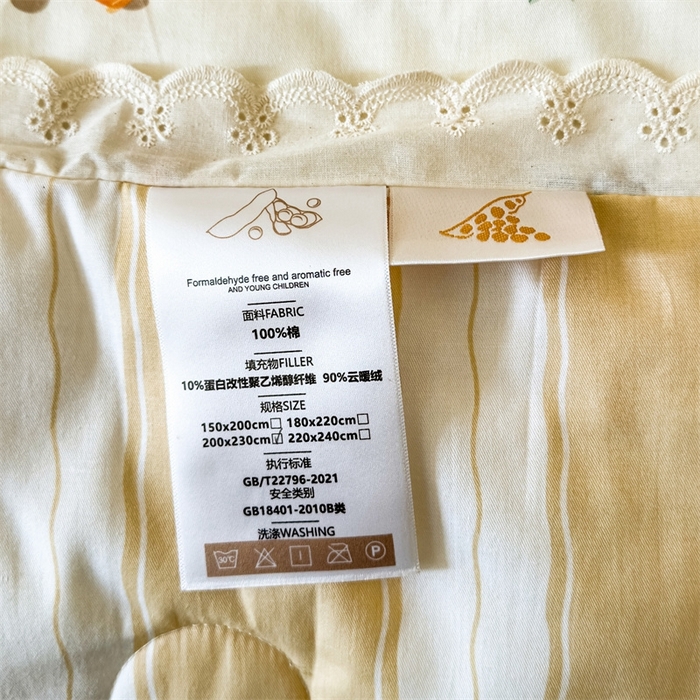 Formaldehyde free and aromatic free
AND YOUNG CHILDREN
面料FABRIC
100%棉
填充物FILLER
10%蛋白改性聚乙烯醇纤维 90%云暖绒
规格SIZE
150x200cm□ 180x220cm□
200x230cm☑ 220x240cm□
执行标准
GB/T22796-2021
安全类别
GB18401-2010B类
洗涤WASHING
30℃ P